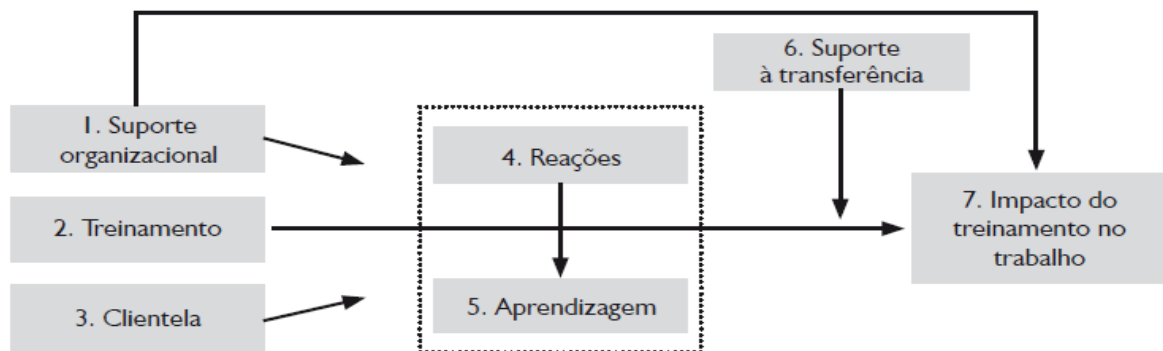 1. Suporte
organizacional
2. Treinamento
3. Clientela
4. Reações
5. Aprendizagem
6. Suporte
à transferência
7. Impacto do
treinamento no
trabalho